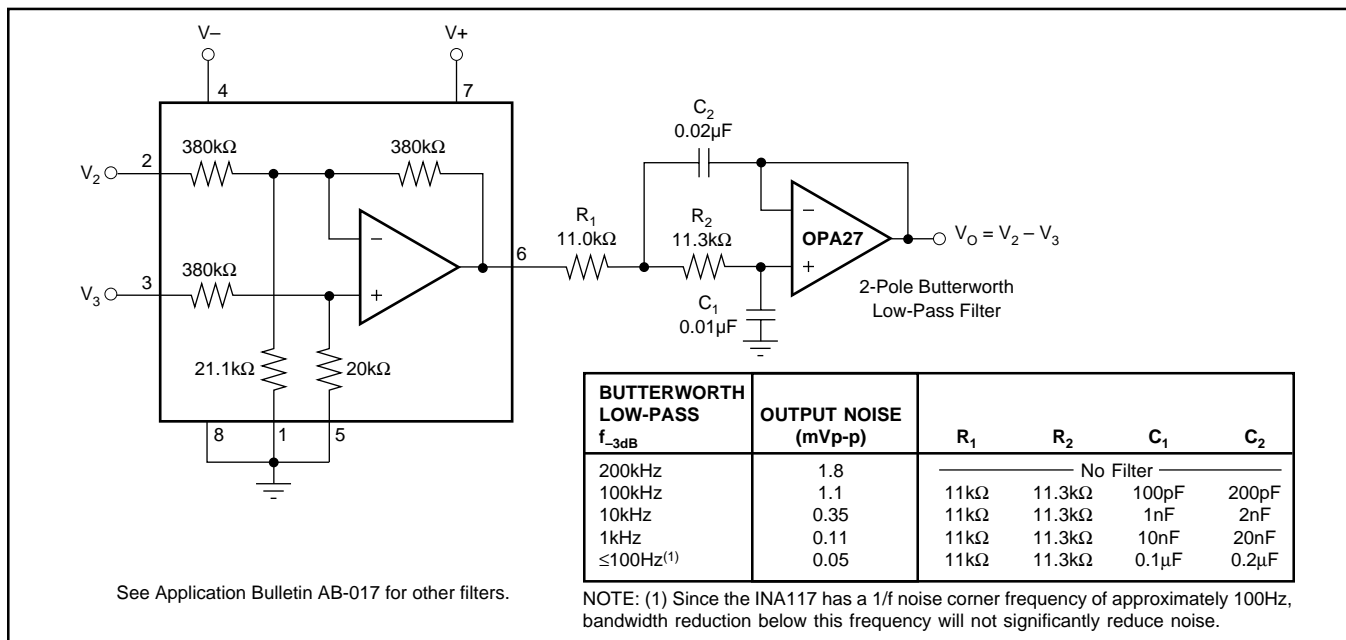 V–
V+
4
7
C2
0.02µF
380kΩ
380kΩ
2
V2
R1
11.0kΩ
R2
11.3kΩ
–
OPA27
+
VO = V2 – V3
6
–
+
380kΩ
3
V3
2-Pole Butterworth
Low-Pass Filter
C1
0.01µF
21.1kΩ
20kΩ
8
1
5
BUTTERWORTH LOW-PASS f–3dB OUTPUT NOISE (mVp-p) R1 R2 C1 C2
200kHz 1.8 No Filter
100kHz 1.1 11kΩ 11.3kΩ 100pF 200pF
10kHz 0.35 11kΩ 11.3kΩ 1nF 2nF
1kHz 0.11 11kΩ 11.3kΩ 10nF 20nF
≤100Hz(1) 0.05 11kΩ 11.3kΩ 0.1µF 0.2µF
See Application Bulletin AB-017 for other filters.
NOTE: (1) Since the INA117 has a 1/f noise corner frequency of approximately 100Hz,
bandwidth reduction below this frequency will not significantly reduce noise.